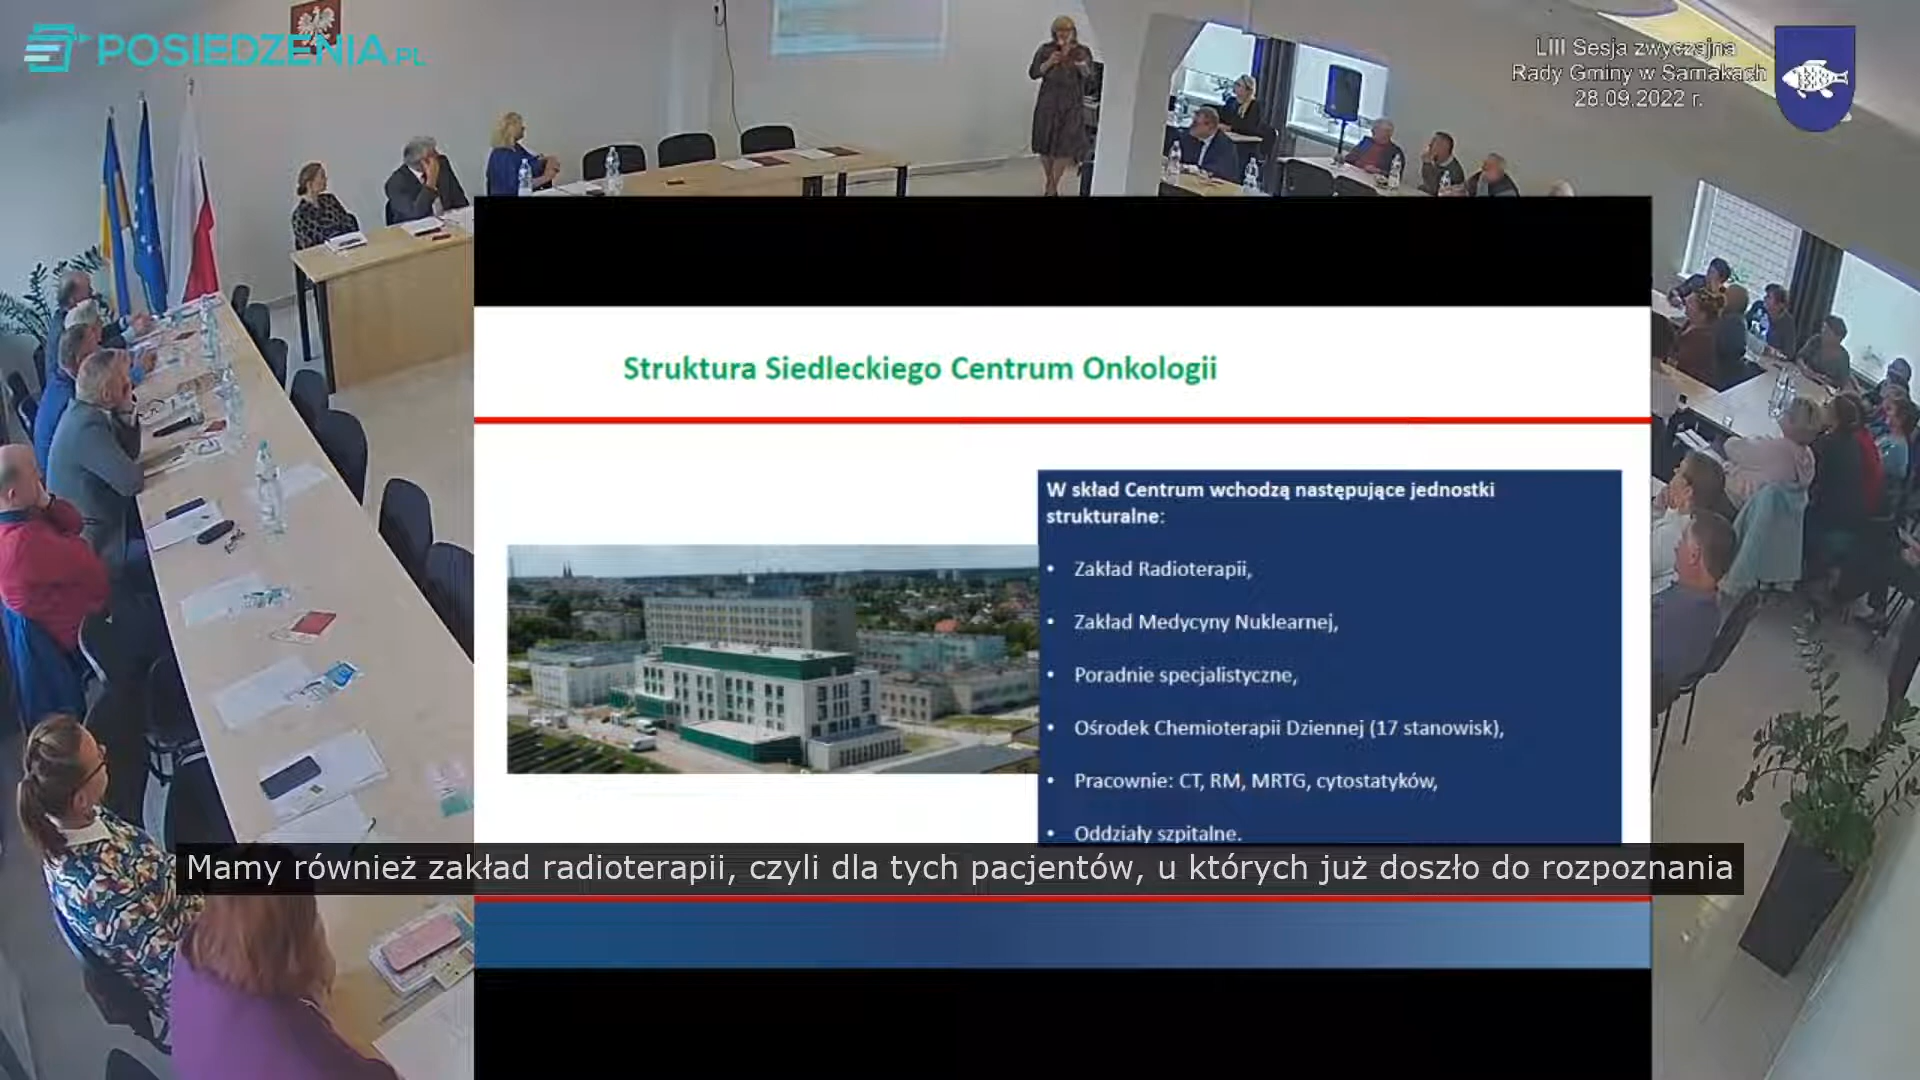 POSIEDZENIA.PL
LIII Sesja zwyczajna
Rady Gminy w Sarnakach
28.09.2022 r.
Struktura Siedleckiego Centrum Onkologii
W skład Centrum wchodzą następujące jednostki
strukturalne:
• Zakład Radioterapii,
• Zakład Medycyny Nuklearnej,
• Poradnie specjalistyczne,
• Ośrodek Chemioterapii Dziennej (17 stanowisk),
• Pracownie: CT, RM, MRTG, cytostatyków,
• Oddziały szpitalne.
Mamy również zakład radioterapii, czyli dla tych pacjentów, u których już doszło do rozpoznania